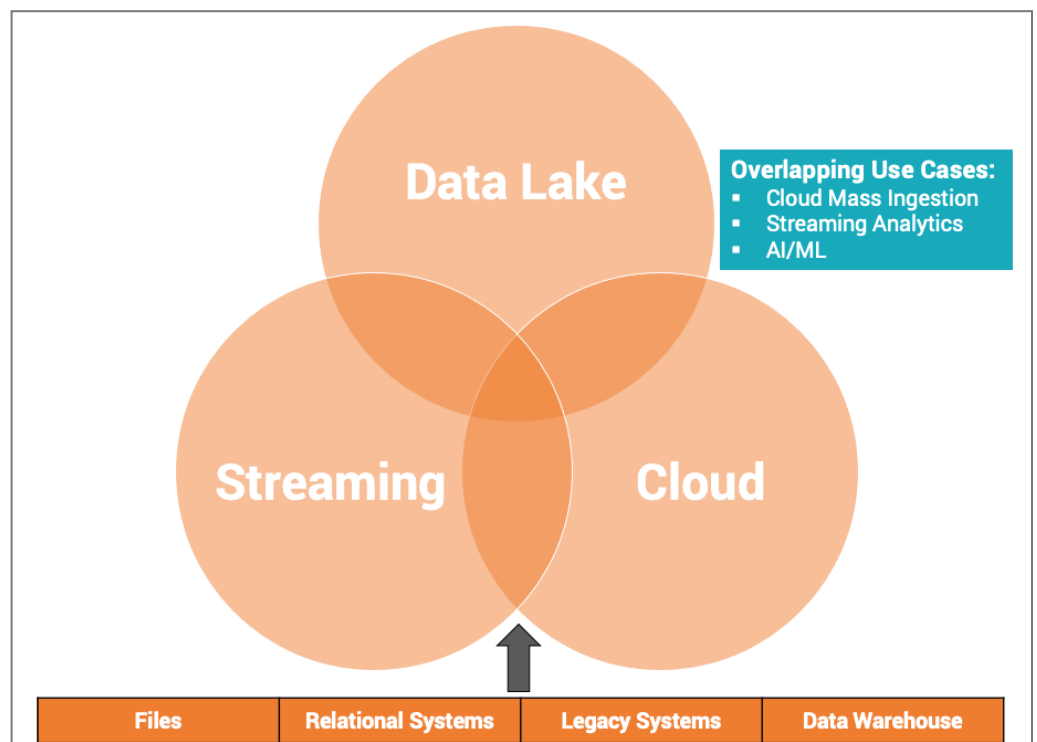 Data Lake
Overlapping Use Cases:
▪ Cloud Mass Ingestion
▪ Streaming Analytics
▪ AI/ML
Streaming
Cloud
Files
Relational Systems
Legacy Systems
Data Warehouse